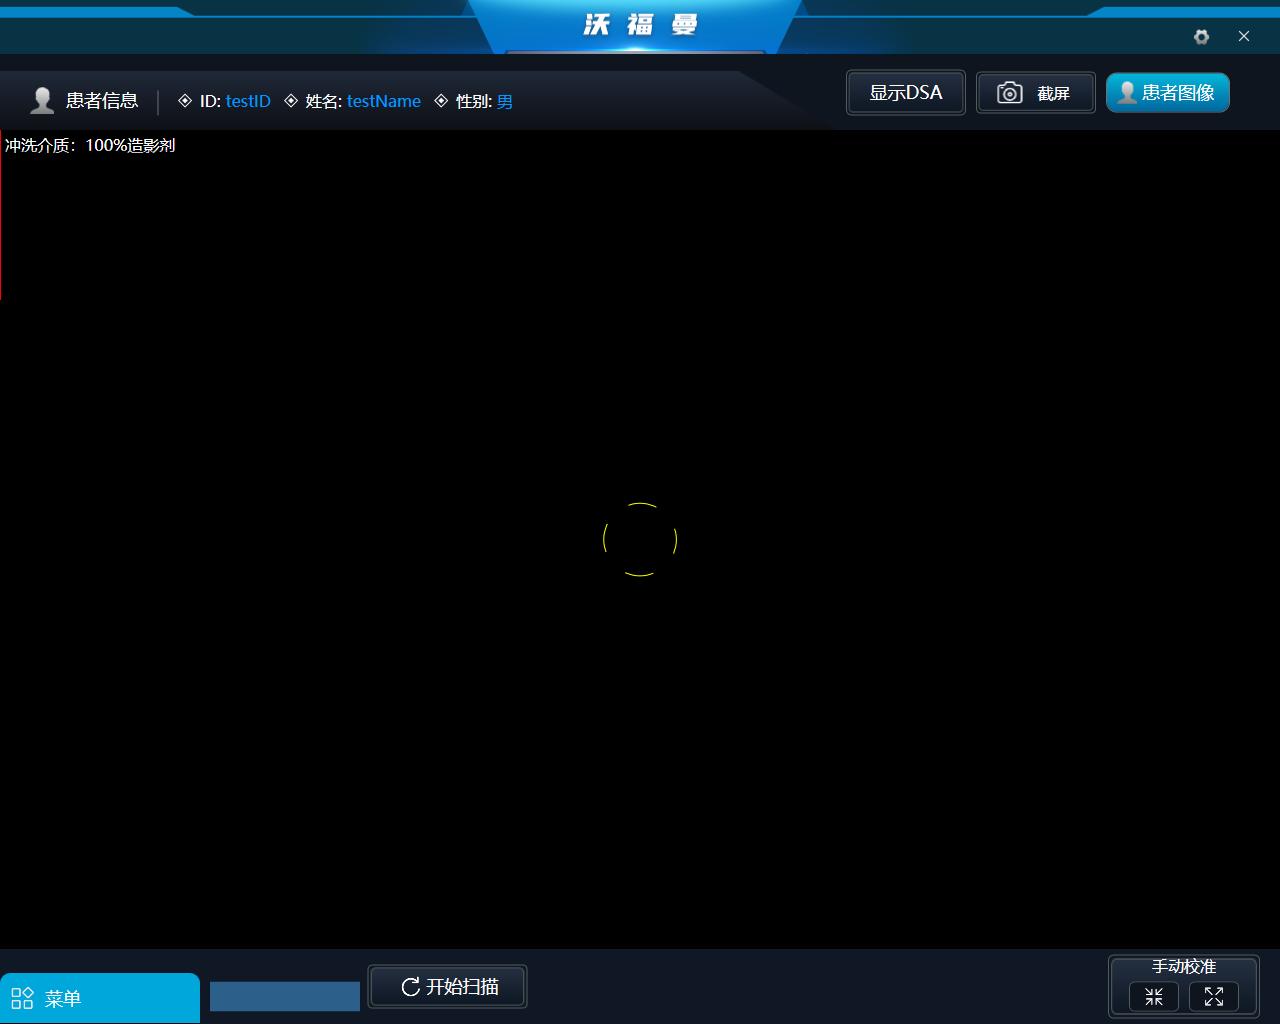 沃福曼
患者信息 ID: testID 姓名: testName 性别: 男 显示DSA 截屏 患者图像
冲洗介质：100%造影剂
菜单 开始扫描 手动校准